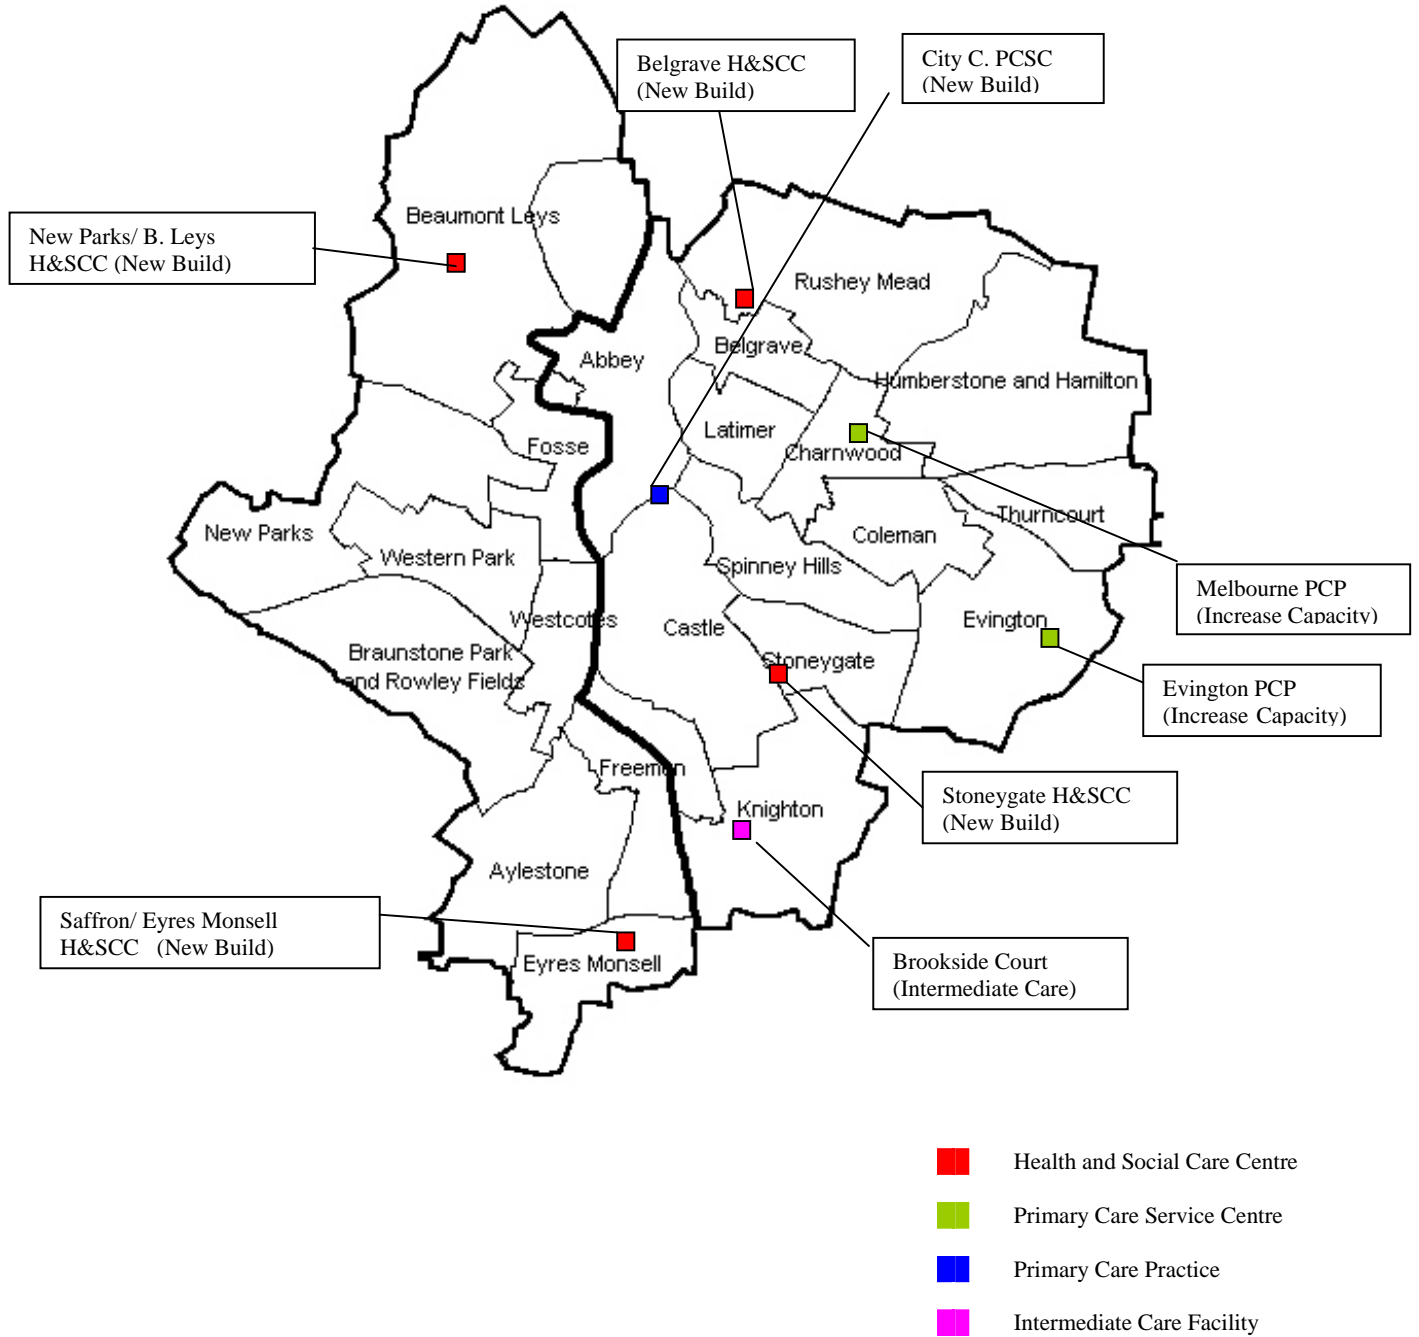 Belgrave H&SCC
(New Build)
City C. PCSC
(New Build)
New Parks/ B. Leys
H&SCC (New Build)
Beaumont Leys
Rushey Mead
Abbey
Belgrave
Humberstone and Hamilton
Latimer
Fosse
Charnwood
New Parks
Western Park
Coleman
Thurncourt
Spinney Hills
Melbourne PCP
(Increase Capacity)
Westcotes
Castle
Evington
Braunstone Park
and Rowley Fields
Stoneygate
Evington PCP
(Increase Capacity)
Freemen
Knighton
Stoneygate H&SCC
(New Build)
Aylestone
Saffron/ Eyres Monsell
H&SCC (New Build)
Eyres Monsell
Brookside Court
(Intermediate Care)
Health and Social Care Centre
Primary Care Service Centre
Primary Care Practice
Intermediate Care Facility